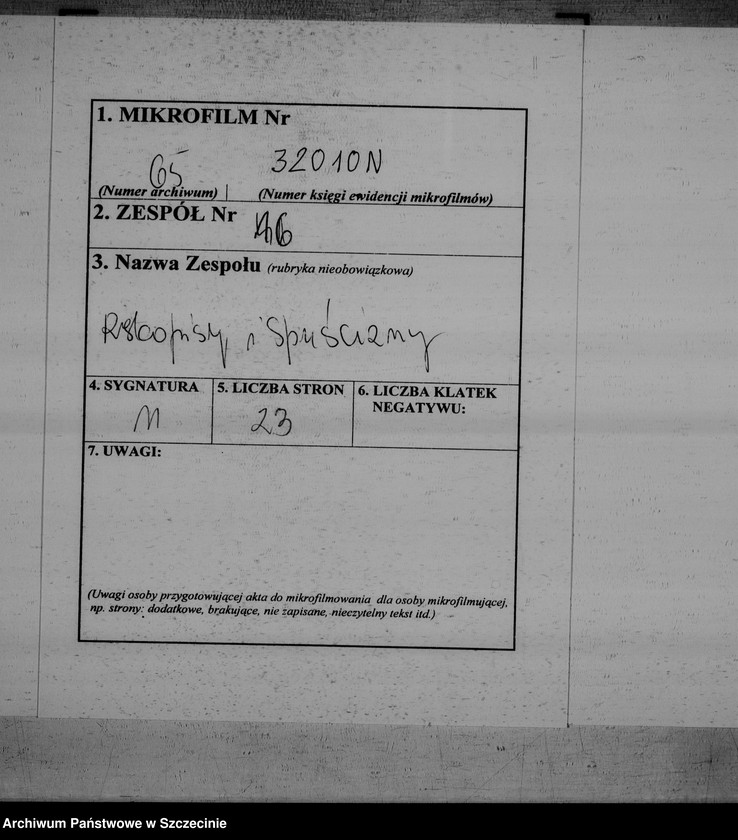 1. MIKROFILM Nr
65 32010N
(Numer archiwum) (Numer księgi ewidencji mikrofilmów)
2. ZESPÓŁ Nr 46
3. Nazwa Zespołu (rubryka nieobowiązkowa)
Rękopisy i Spuścizny
4. SYGNATURA 5. LICZBA STRON 6. LICZBA KLATEK
NEGATYWU:
23
7. UWAGI:
(Uwagi osoby przygotowującej akta do mikrofilmowania dla osoby mikrofilmującej,
np. strony: dodatkowe, brakujące, nie zapisane, nieczytelny tekst itd.)
Archiwum Państwowe w Szczecinie